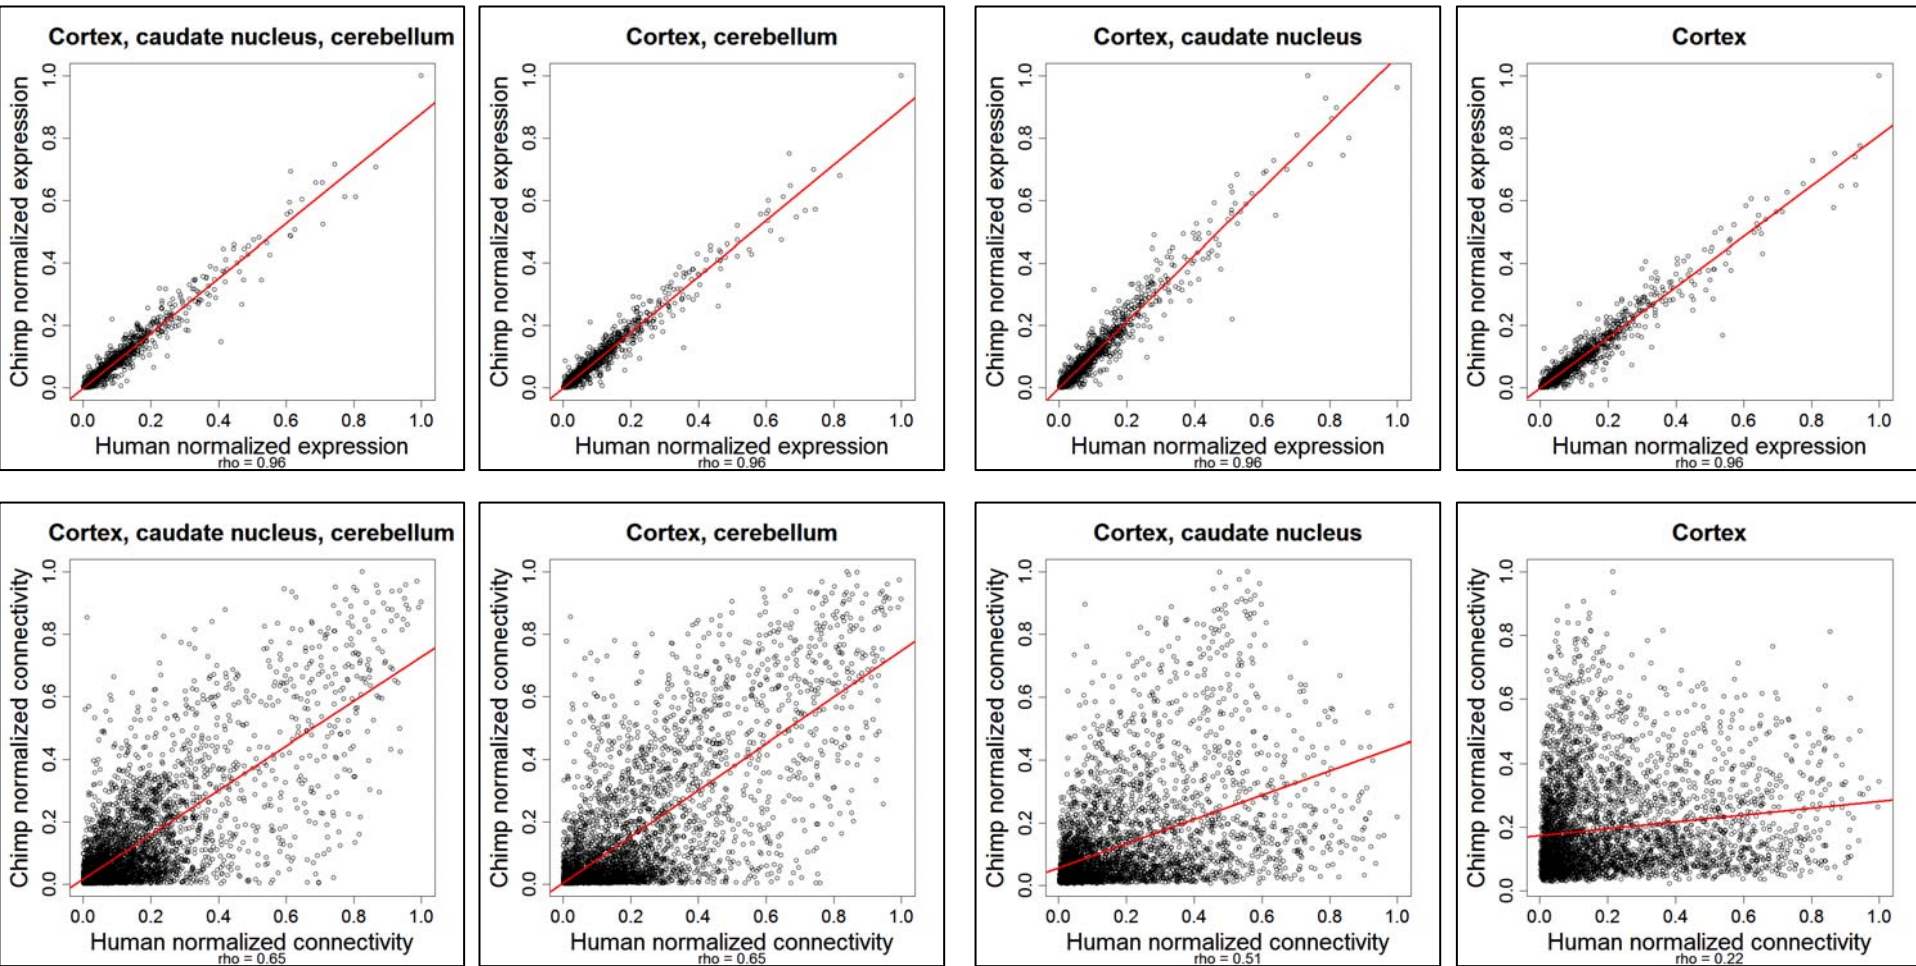 Cortex, caudate nucleus, cerebellum
1.0
0.8
0.6
0.4
0.2
0.0
Chimp normalized expression
0.0 0.2 0.4 0.6 0.8 1.0
Human normalized expression
rho = 0.96
Cortex, cerebellum
1.0
0.8
0.6
0.4
0.2
0.0
Chimp normalized expression
0.0 0.2 0.4 0.6 0.8 1.0
Human normalized expression
rho = 0.96
Cortex, caudate nucleus
1.0
0.8
0.6
0.4
0.2
0.0
Chimp normalized expression
0.0 0.2 0.4 0.6 0.8 1.0
Human normalized expression
rho = 0.96
Cortex
1.0
0.8
0.6
0.4
0.2
0.0
Chimp normalized expression
0.0 0.2 0.4 0.6 0.8 1.0
Human normalized expression
rho = 0.96
Cortex, caudate nucleus, cerebellum
1.0
0.8
0.6
0.4
0.2
0.0
Chimp normalized connectivity
0.0 0.2 0.4 0.6 0.8 1.0
Human normalized connectivity
rho = 0.65
Cortex, cerebellum
1.0
0.8
0.6
0.4
0.2
0.0
Chimp normalized connectivity
0.0 0.2 0.4 0.6 0.8 1.0
Human normalized connectivity
rho = 0.65
Cortex, caudate nucleus
1.0
0.8
0.6
0.4
0.2
0.0
Chimp normalized connectivity
0.0 0.2 0.4 0.6 0.8 1.0
Human normalized connectivity
rho = 0.51
Cortex
1.0
0.8
0.6
0.4
0.2
0.0
Chimp normalized connectivity
0.0 0.2 0.4 0.6 0.8 1.0
Human normalized connectivity
rho = 0.22